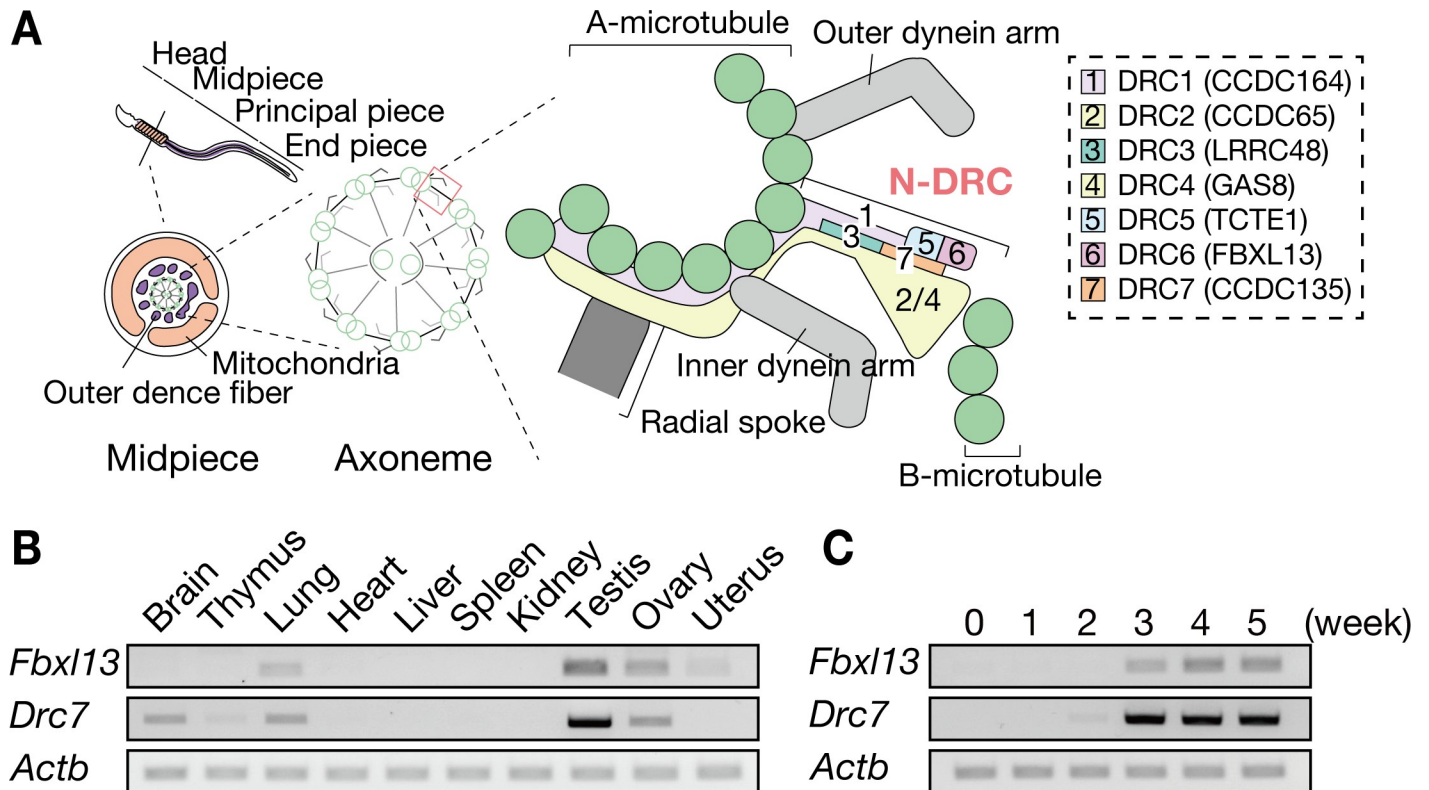 A
Head
Midpiece
Principal piece
End piece
Mitochondria
Outer dence fiber
Midpiece
Axoneme
A-microtubule
Outer dynein arm
N-DRC
1
3
5
6
7
2/4
Inner dynein arm
Radial spoke
B-microtubule
1 DRC1 (CCDC164)
2 DRC2 (CCDC65)
3 DRC3 (LRRC48)
4 DRC4 (GAS8)
5 DRC5 (TCTE1)
6 DRC6 (FBXL13)
7 DRC7 (CCDC135)
B
Brain Thymus Lung Heart Liver Spleen Kidney Testis Ovary Uterus
Fbxl13
Drc7
Actb
C
0 1 2 3 4 5 (week)
Fbxl13
Drc7
Actb